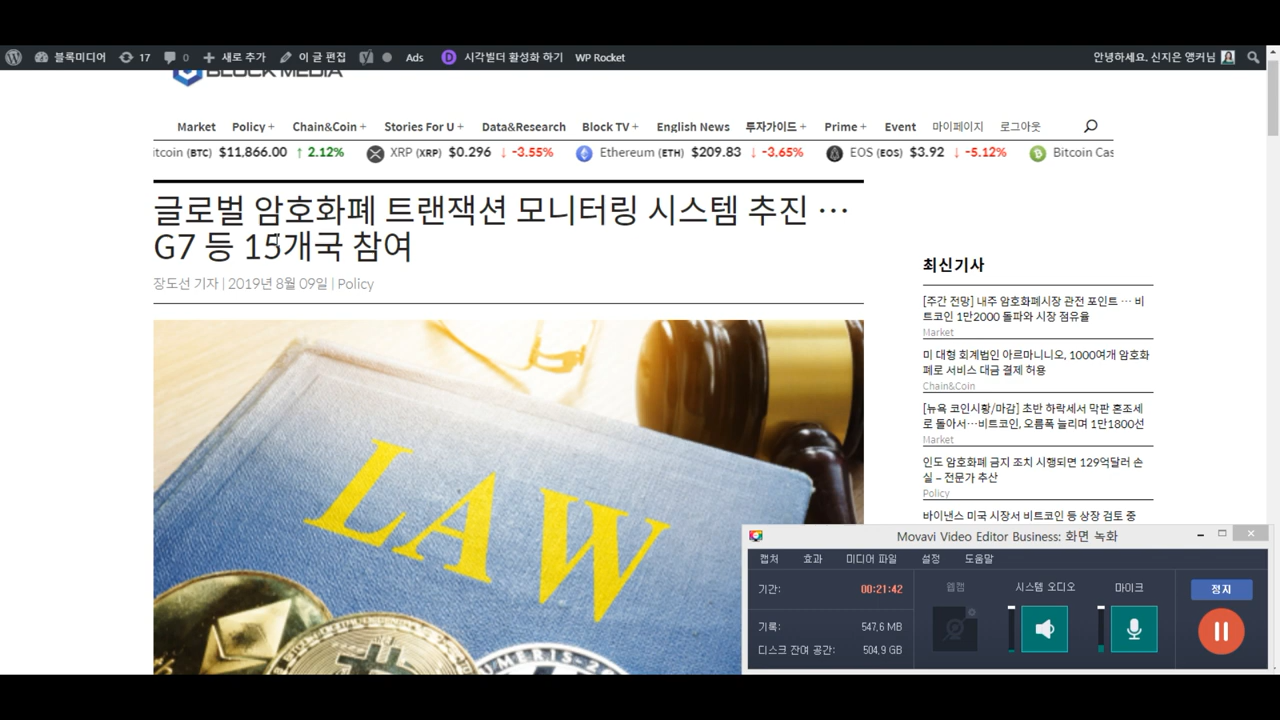 블록미디어 17 0 새로 추가 이 글 편집 Ads 시각빌더 활성화 하기 WP Rocket 안녕하세요, 신지은 앵커님
BLOCK MEDIA
Market Policy + Chain&Coin + Stories For U + Data&Research Block TV + English News 투자가이드 + Prime + Event 마이페이지 로그아웃
itcoin (BTC) $11,866.00 ↑ 2.12% XRP (XRP) $0.296 ↓ -3.55% Ethereum (ETH) $209.83 ↓ -3.65% EOS (EOS) $3.92 ↓ -5.12% Bitcoin Cas
글로벌 암호화폐 트랜잭션 모니터링 시스템 추진 …
G7 등 15개국 참여
장도선 기자 | 2019년 8월 09일 | Policy
LAW
최신기사
[주간 전망] 내주 암호화폐시장 관전 포인트 … 비
트코인 1만2000 돌파와 시장 점유율
Market
미 대형 회계법인 아르마니니오, 1000여개 암호화
폐로 서비스 대금 결제 허용
Chain&Coin
[뉴욕 코인시황/마감] 초반 하락세서 막판 혼조세
로 돌아서…비트코인, 오름폭 늘리며 1만1800선
Market
인도 암호화폐 금지 조치 시행되면 129억달러 손
실 – 전문가 추산
Policy
바이낸스 미국 시장서 비트코인 등 상장 검토 중
Movavi Video Editor Business: 화면 녹화
캡처 효과 미디어 파일 설정 도움말
기간: 00:21:42
기록: 547,6 MB
디스크 잔여 공간: 504,9 GB
웹캠 시스템 오디오 마이크
정지